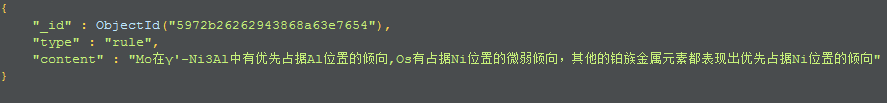 {
"_id" : ObjectId("5972b26262943868a63e7654"),
"type" : "rule",
"content" : "Mo在γ'-Ni3Al中有优先占据Al位置的倾向,Os有占据Ni位置的微弱倾向，其他的铂族金属元素都表现出优先占据Ni位置的倾向"
}